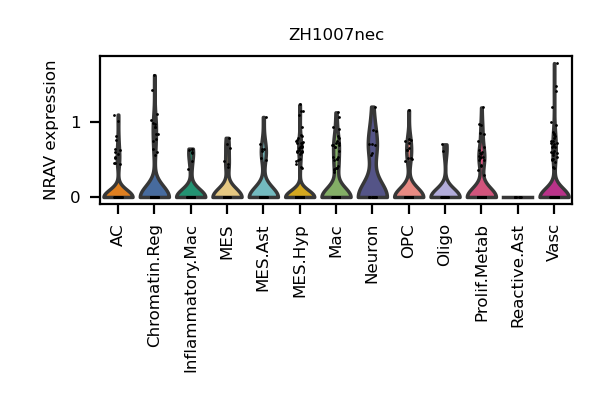 ZH1007nec
NRAV expression
1
0
AC
Chromatin.Reg
Inflammatory.Mac
MES
MES.Ast
MES.Hyp
Mac
Neuron
OPC
Oligo
Prolif.Metab
Reactive.Ast
Vasc